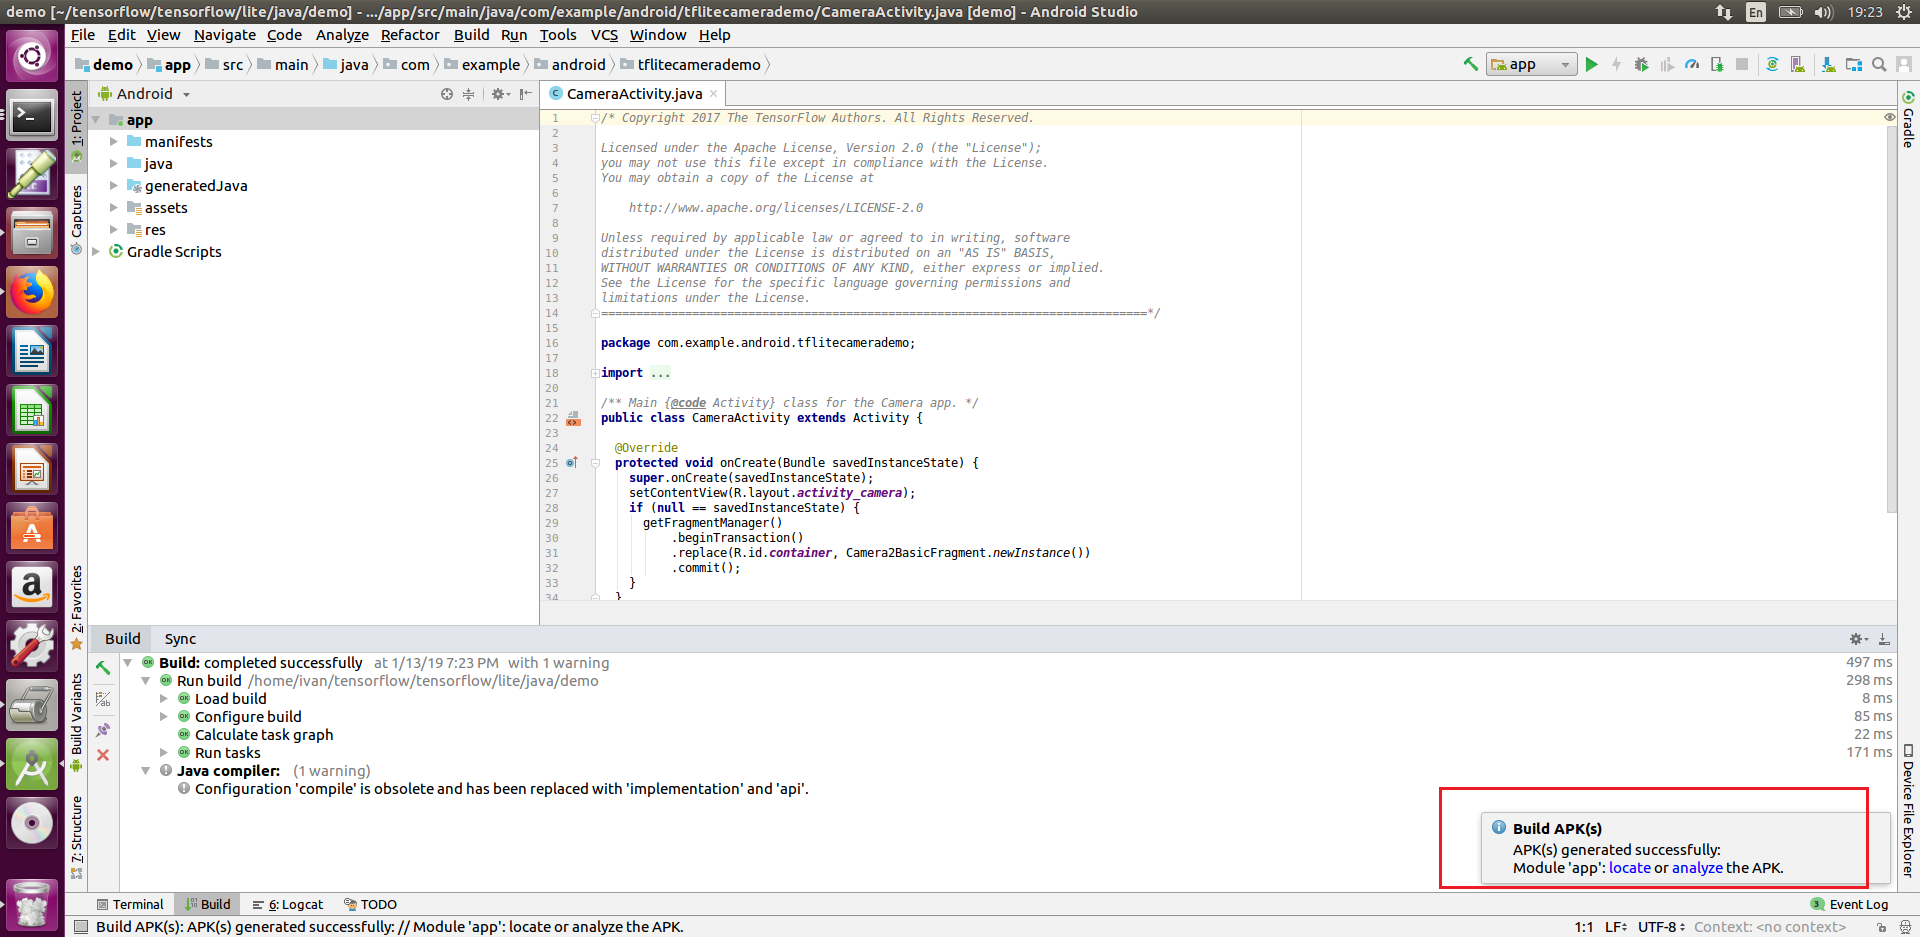 demo [~/tensorflow/tensorflow/lite/java/demo] - .../app/src/main/java/com/example/android/tflitecamerademo/CameraActivity.java [demo] - Android Studio
En
19:23
File Edit View Navigate Code Analyze Refactor Build Run Tools VCS Window Help
demo app src main java com example android tflitecamerademo
app
Android
CameraActivity.java
1: Project
Captures
2: Favorites
Build Variants
7: Structure
app
manifests
java
generatedJava
assets
res
Gradle Scripts
1 /* Copyright 2017 The TensorFlow Authors. All Rights Reserved.
2
3 Licensed under the Apache License, Version 2.0 (the "License");
4 you may not use this file except in compliance with the License.
5 You may obtain a copy of the License at
6
7 http://www.apache.org/licenses/LICENSE-2.0
8
9 Unless required by applicable law or agreed to in writing, software
10 distributed under the License is distributed on an "AS IS" BASIS,
11 WITHOUT WARRANTIES OR CONDITIONS OF ANY KIND, either express or implied.
12 See the License for the specific language governing permissions and
13 limitations under the License.
14 ==============================================================================*/
15
16 package com.example.android.tflitecamerademo;
17
18 import ...
20
21 /** Main {@code Activity} class for the Camera app. */
22 public class CameraActivity extends Activity {
23
24 @Override
25 protected void onCreate(Bundle savedInstanceState) {
26 super.onCreate(savedInstanceState);
27 setContentView(R.layout.activity_camera);
28 if (null == savedInstanceState) {
29 getFragmentManager()
30 .beginTransaction()
31 .replace(R.id.container, Camera2BasicFragment.newInstance())
32 .commit();
33 }
34 }
Gradle
Device File Explorer
Build Sync
Build: completed successfully at 1/13/19 7:23 PM with 1 warning 497 ms
Run build /home/ivan/tensorflow/tensorflow/lite/java/demo 298 ms
Load build 8 ms
Configure build 85 ms
Calculate task graph 22 ms
Run tasks 171 ms
Java compiler: (1 warning)
Configuration 'compile' is obsolete and has been replaced with 'implementation' and 'api'.
Build APK(s)
APK(s) generated successfully:
Module 'app': locate or analyze the APK.
Terminal Build 6: Logcat TODO 3 Event Log
Build APK(s): APK(s) generated successfully: // Module 'app': locate or analyze the APK. 1:1 LF UTF-8 Context: <no context>